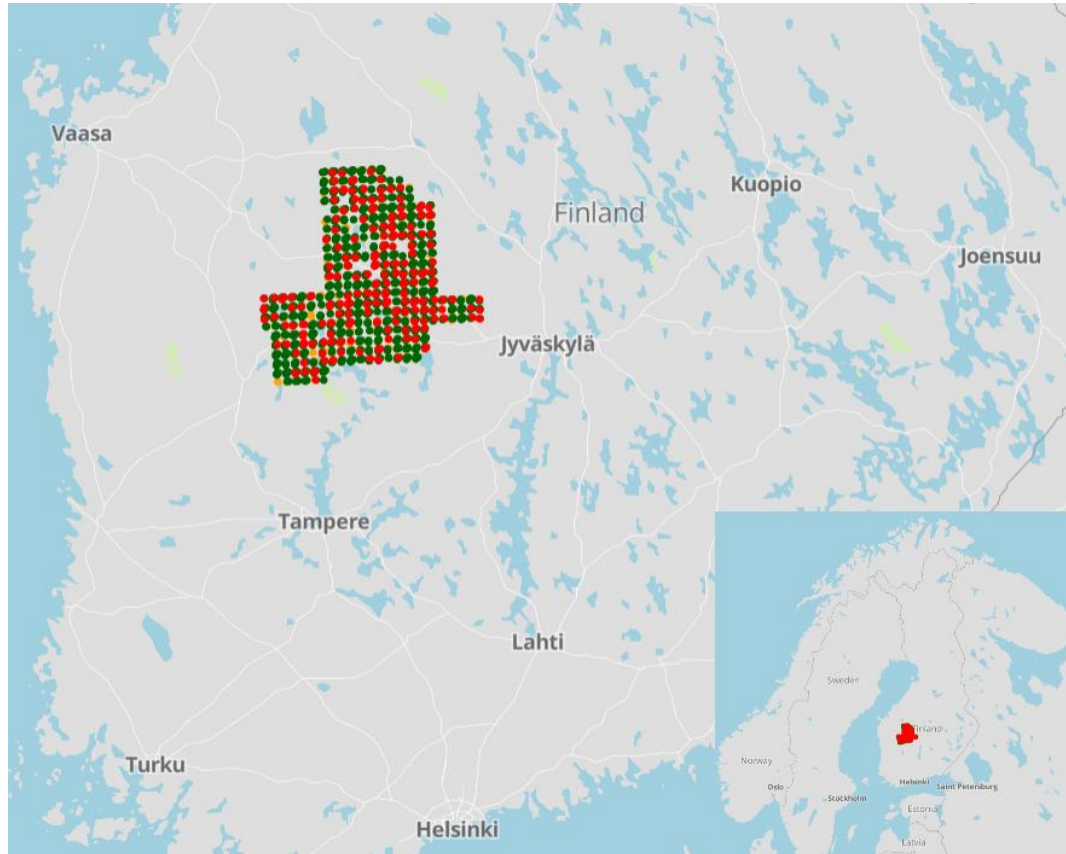 Vaasa
Kuopio
Finland
Joensuu
Jyväskylä
Tampere
Lahti
Turku
Helsinki
Sweden
Finland
Norway
Oslo
Stockholm
Helsinki
Saint Petersburg
Estonia
Latvia